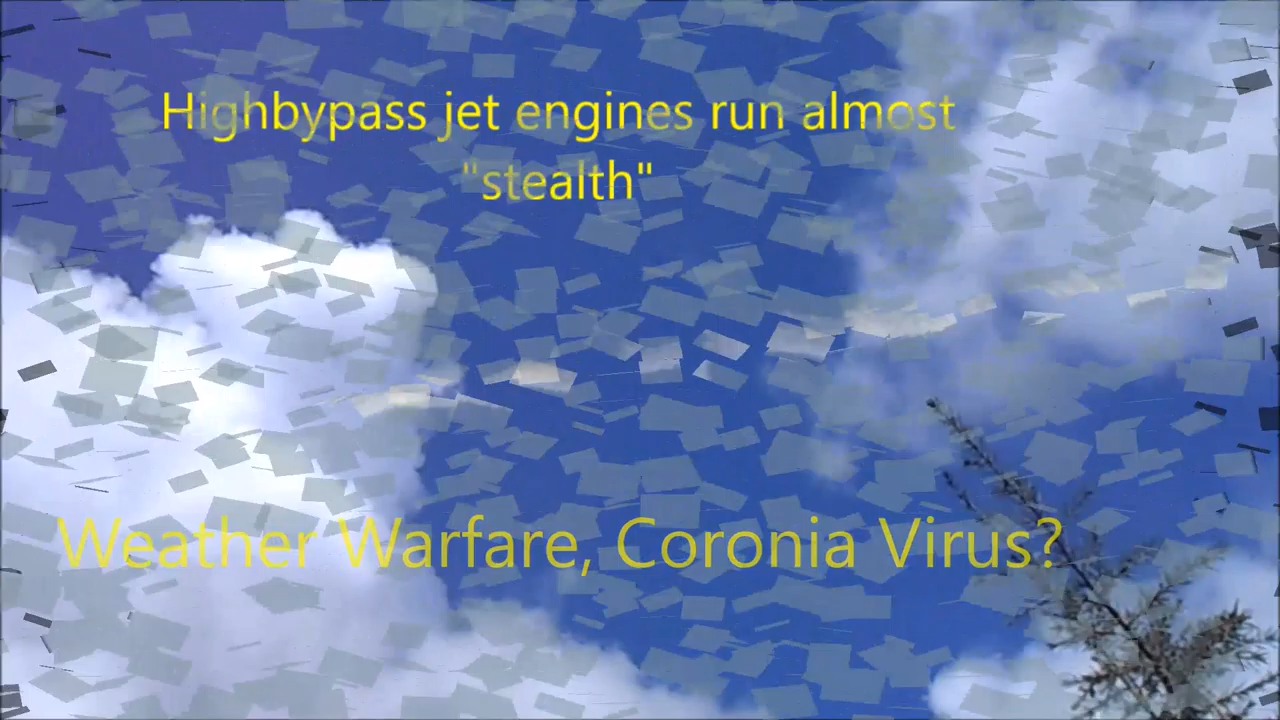 Highbypass jet engines run almost
"stealth"
Weather Warfare, Coronia Virus?